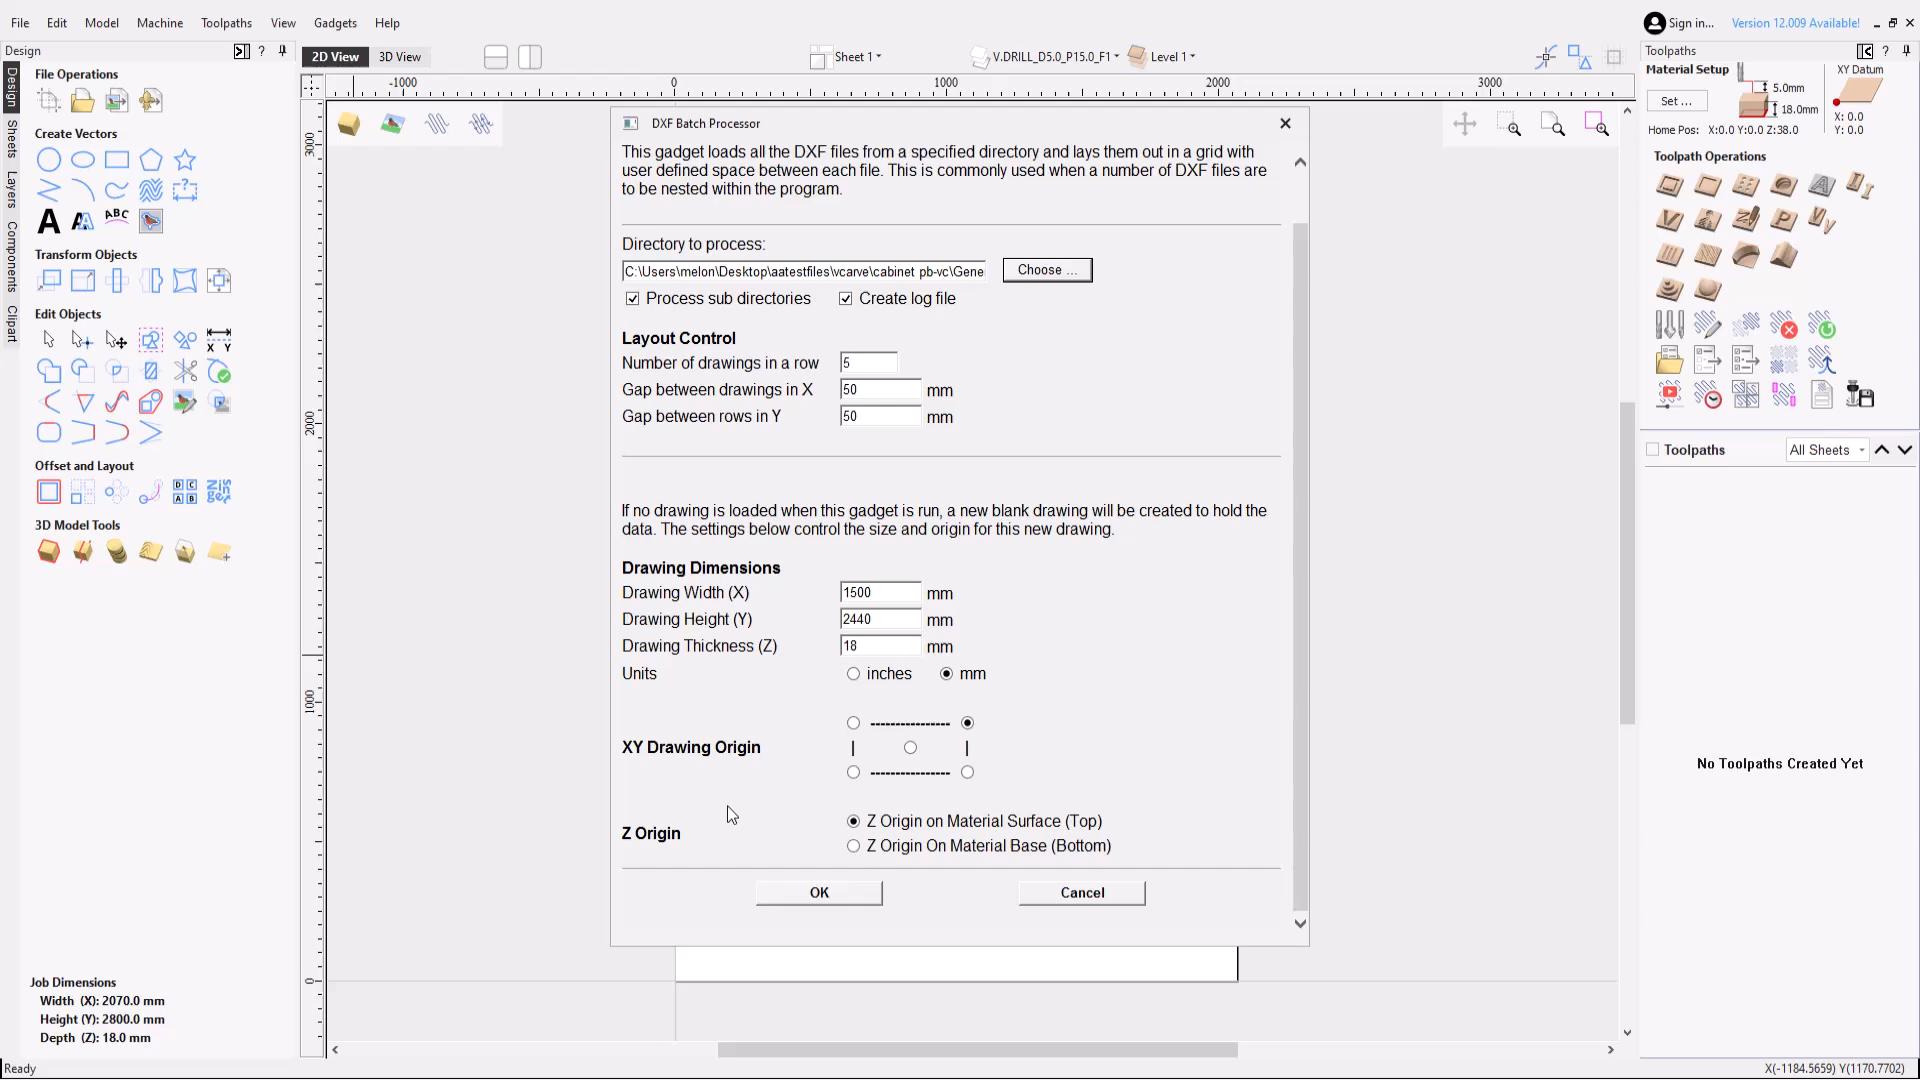 File Edit Model Machine Toolpaths View Gadgets Help
Sign in... Version 12.009 Available!
Design
Design
Sheets
Layers
Components
Clipart
File Operations
Create Vectors
A A ABC
Transform Objects
Edit Objects
X Y
Offset and Layout
D C
A B
3D Model Tools
Job Dimensions
Width (X): 2070.0 mm
Height (Y): 2800.0 mm
Depth (Z): 18.0 mm
Ready
2D View 3D View
Sheet 1
V.DRILL_D5.0_P15.0_F1
Level 1
-1000 0 1000 2000 3000
3000
2000
1000
0
DXF Batch Processor
This gadget loads all the DXF files from a specified directory and lays them out in a grid with
user defined space between each file. This is commonly used when a number of DXF files are
to be nested within the program.
Directory to process:
C:\Users\melon\Desktop\aatestfiles\vcarve\cabinet pb-vc\Gene
Choose ...
Process sub directories Create log file
Layout Control
Number of drawings in a row 5
Gap between drawings in X 50 mm
Gap between rows in Y 50 mm
If no drawing is loaded when this gadget is run, a new blank drawing will be created to hold the
data. The settings below control the size and origin for this new drawing.
Drawing Dimensions
Drawing Width (X) 1500 mm
Drawing Height (Y) 2440 mm
Drawing Thickness (Z) 18 mm
Units inches mm
XY Drawing Origin
Z Origin
Z Origin on Material Surface (Top)
Z Origin On Material Base (Bottom)
OK Cancel
Toolpaths
Material Setup
Set ...
5.0mm
18.0mm
XY Datum
X: 0.0
Y: 0.0
Home Pos: X:0.0 Y:0.0 Z:38.0
Toolpath Operations
Toolpaths All Sheets
No Toolpaths Created Yet
X(-1184.5659) Y(1170.7702)